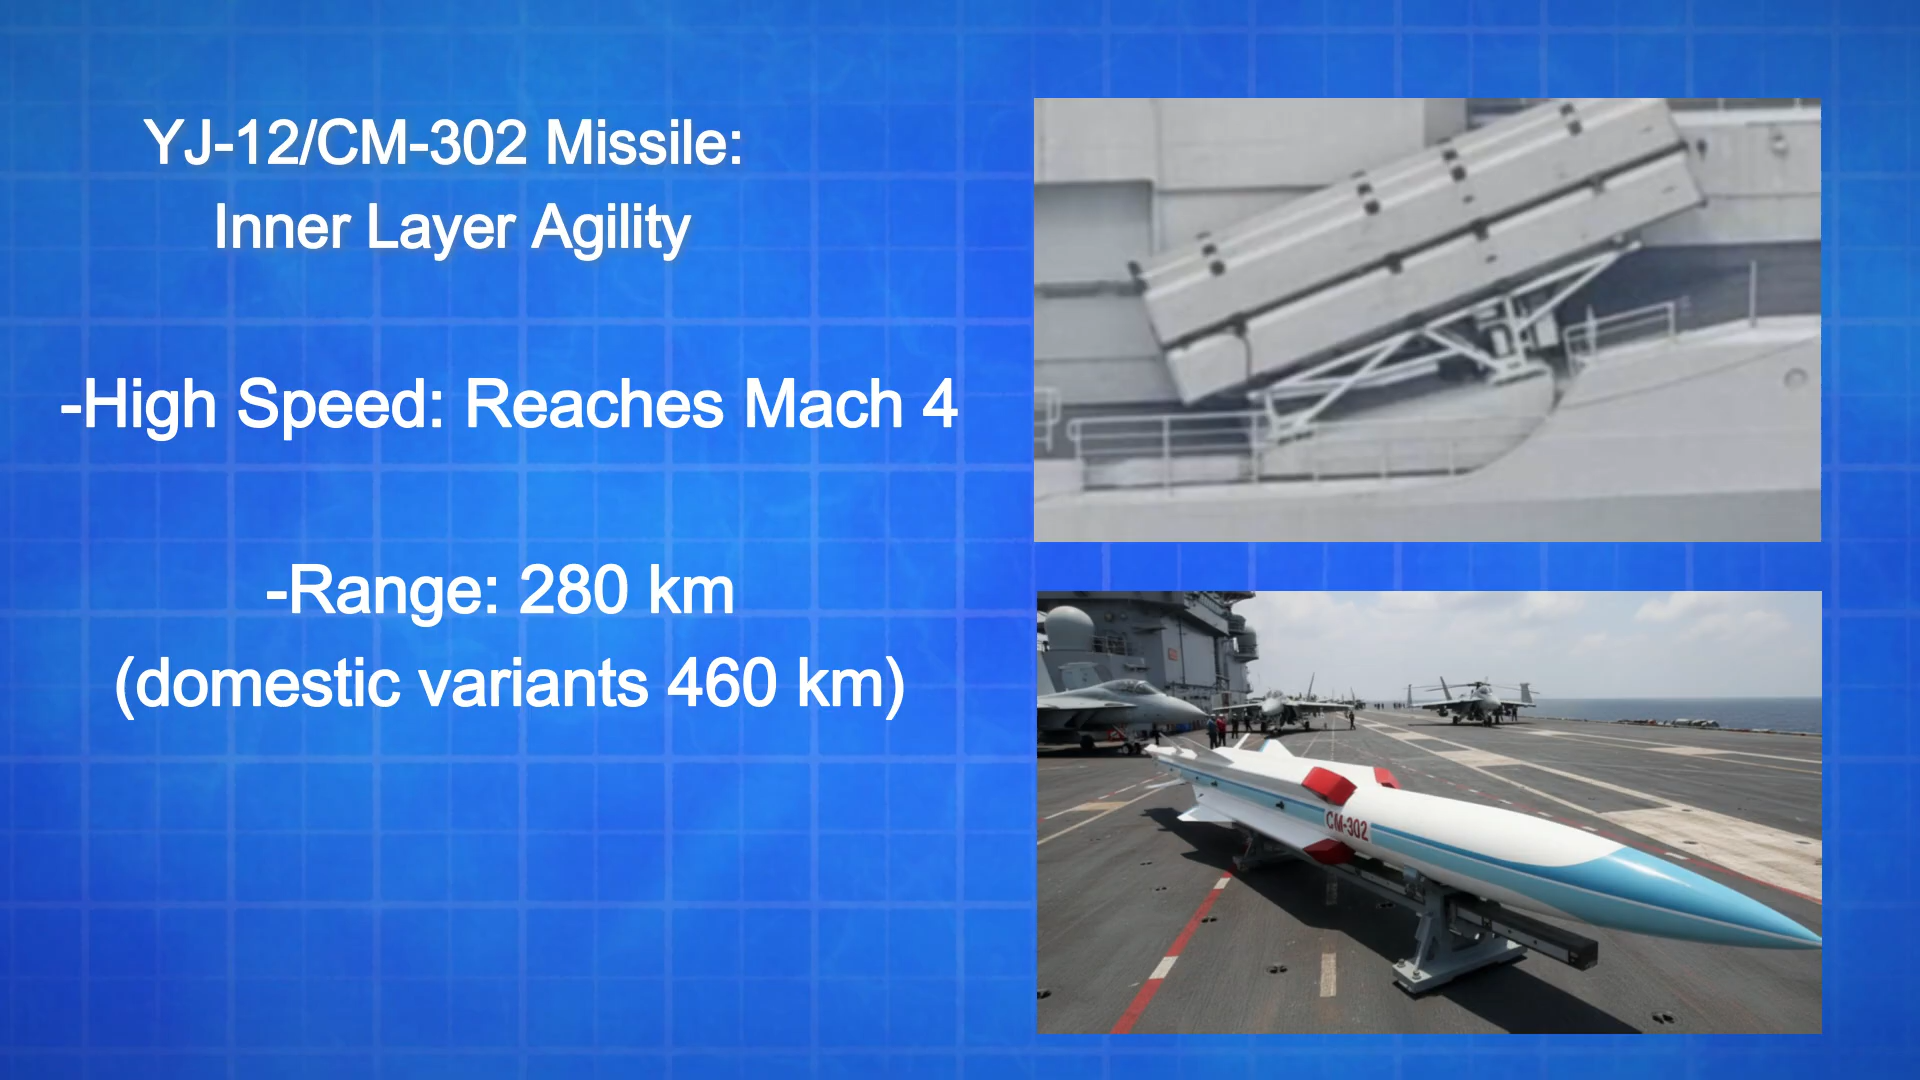 YJ-12/CM-302 Missile:
Inner Layer Agility
-High Speed: Reaches Mach 4
-Range: 280 km
(domestic variants 460 km)
CM-302